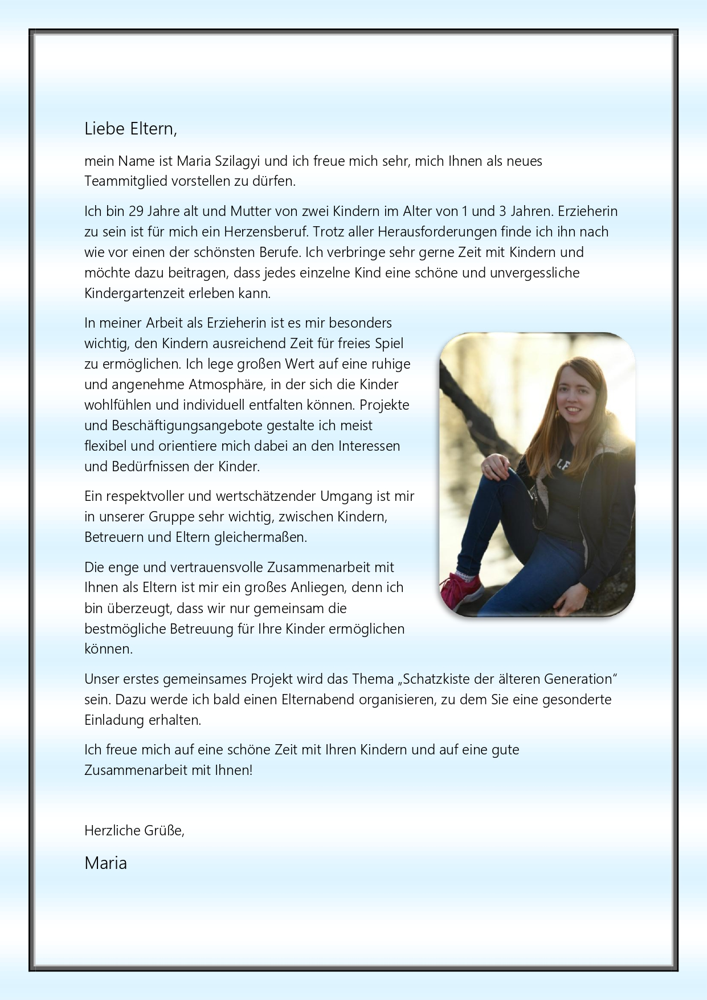 Liebe Eltern,
mein Name ist Maria Szilagyi und ich freue mich sehr, mich Ihnen als neues
Teammitglied vorstellen zu dürfen.
Ich bin 29 Jahre alt und Mutter von zwei Kindern im Alter von 1 und 3 Jahren. Erzieherin
zu sein ist für mich ein Herzensberuf. Trotz aller Herausforderungen finde ich ihn nach
wie vor einen der schönsten Berufe. Ich verbringe sehr gerne Zeit mit Kindern und
möchte dazu beitragen, dass jedes einzelne Kind eine schöne und unvergessliche
Kindergartenzeit erleben kann.
In meiner Arbeit als Erzieherin ist es mir besonders
wichtig, den Kindern ausreichend Zeit für freies Spiel
zu ermöglichen. Ich lege großen Wert auf eine ruhige
und angenehme Atmosphäre, in der sich die Kinder
wohlfühlen und individuell entfalten können. Projekte
und Beschäftigungsangebote gestalte ich meist
flexibel und orientiere mich dabei an den Interessen
und Bedürfnissen der Kinder.
Ein respektvoller und wertschätzender Umgang ist mir
in unserer Gruppe sehr wichtig, zwischen Kindern,
Betreuern und Eltern gleichermaßen.
Die enge und vertrauensvolle Zusammenarbeit mit
Ihnen als Eltern ist mir ein großes Anliegen, denn ich
bin überzeugt, dass wir nur gemeinsam die
bestmögliche Betreuung für Ihre Kinder ermöglichen
können.
Unser erstes gemeinsames Projekt wird das Thema „Schatzkiste der älteren Generation“
sein. Dazu werde ich bald einen Elternabend organisieren, zu dem Sie eine gesonderte
Einladung erhalten.
Ich freue mich auf eine schöne Zeit mit Ihren Kindern und auf eine gute
Zusammenarbeit mit Ihnen!
Herzliche Grüße,
Maria